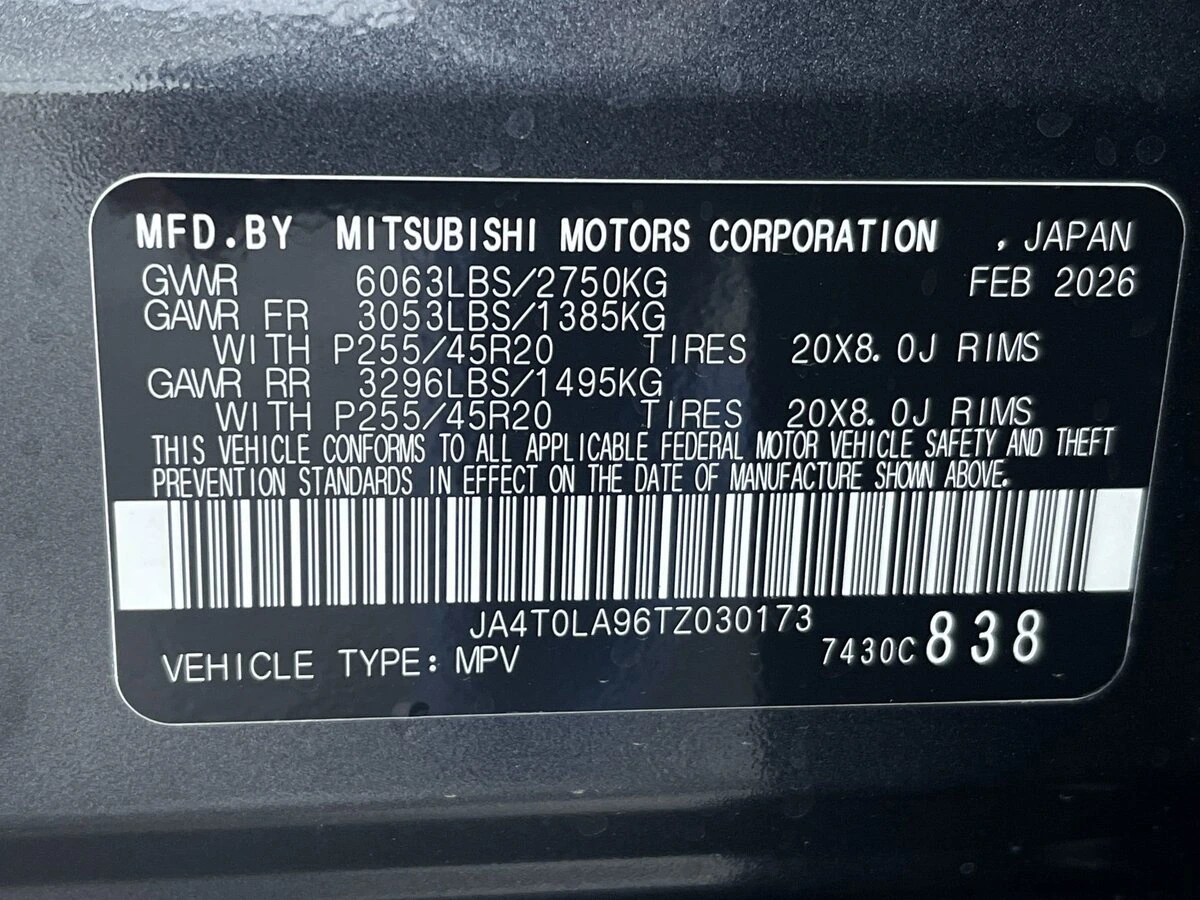 MFD.BY MITSUBISHI MOTORS CORPORATION , JAPAN
GVWR 6063LBS/2750KG FEB 2026
GAWR FR 3053LBS/1385KG
WITH P255/45R20 TIRES 20X8.0J RIMS
GAWR RR 3296LBS/1495KG
WITH P255/45R20 TIRES 20X8.0J RIMS
THIS VEHICLE CONFORMS TO ALL APPLICABLE FEDERAL MOTOR VEHICLE SAFETY AND THEFT
PREVENTION STANDARDS IN EFFECT ON THE DATE OF MANUFACTURE SHOWN ABOVE.
JA4T0LA96TZ030173
VEHICLE TYPE: MPV 7430C 838